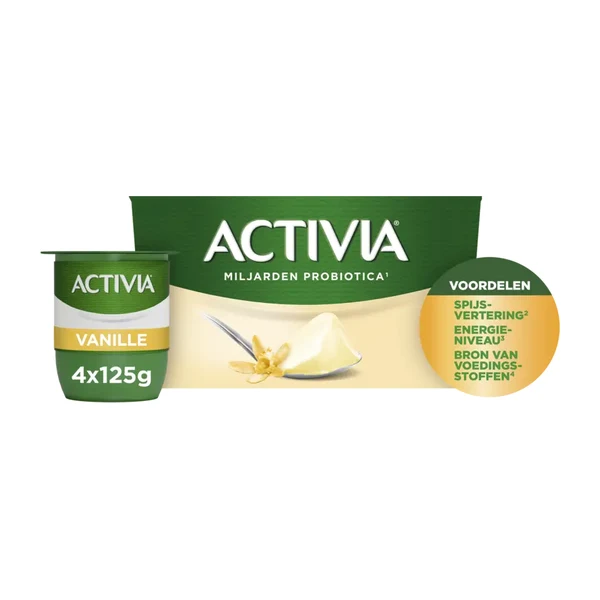 ACTIVIA®
MILJARDEN PROBIOTICA¹
ACTIVIA
VANILLE
4x125g
VOORDELEN
SPIJS-
VERTERING²
ENERGIE-
NIVEAU³
BRON VAN
VOEDINGS-
STOFFEN⁴